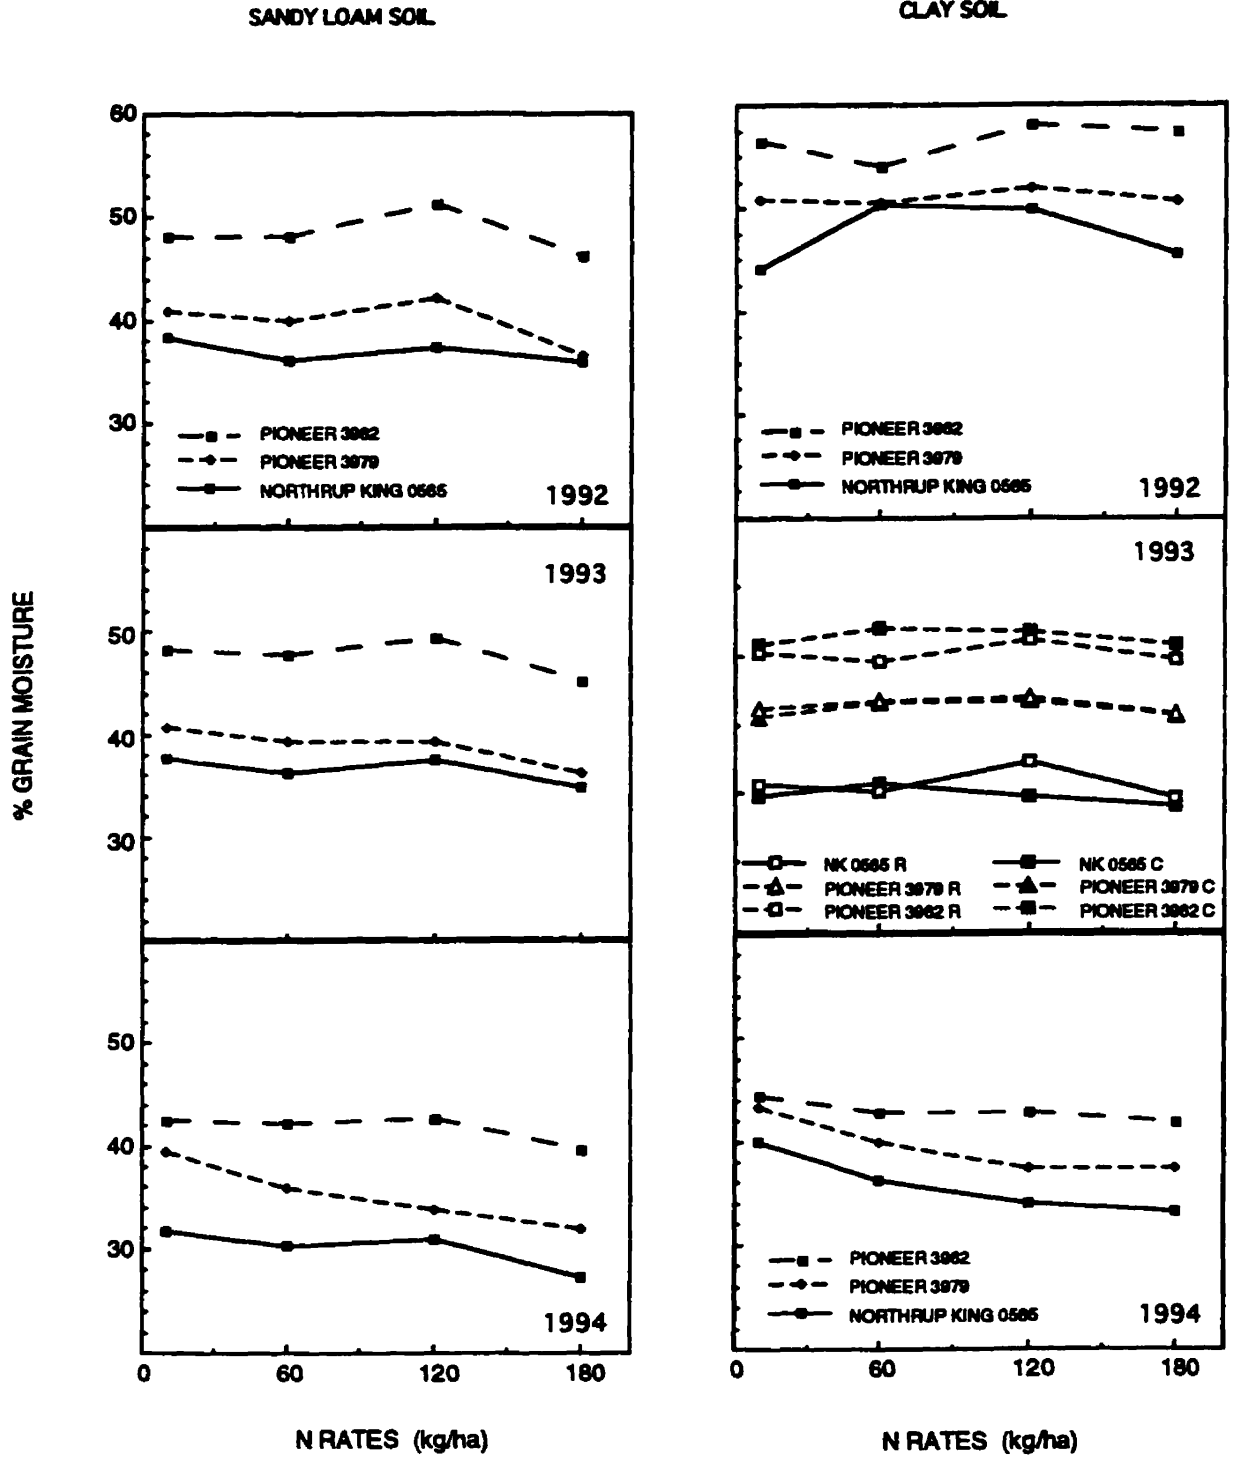 SANDY LOAM SOIL
CLAY SOIL
% GRAIN MOISTURE
60
50
40
30
PIONEER 3962
PIONEER 3979
NORTHRUP KING 0565
1992
PIONEER 3962
PIONEER 3979
NORTHRUP KING 0565
1992
1993
50
40
30
1993
NK 0565 R
NK 0565 C
PIONEER 3979 R
PIONEER 3979 C
PIONEER 3962 R
PIONEER 3962 C
50
40
30
1994
PIONEER 3962
PIONEER 3979
NORTHRUP KING 0565
1994
0 60 120 180
0 60 120 180
N RATES (kg/ha)
N RATES (kg/ha)